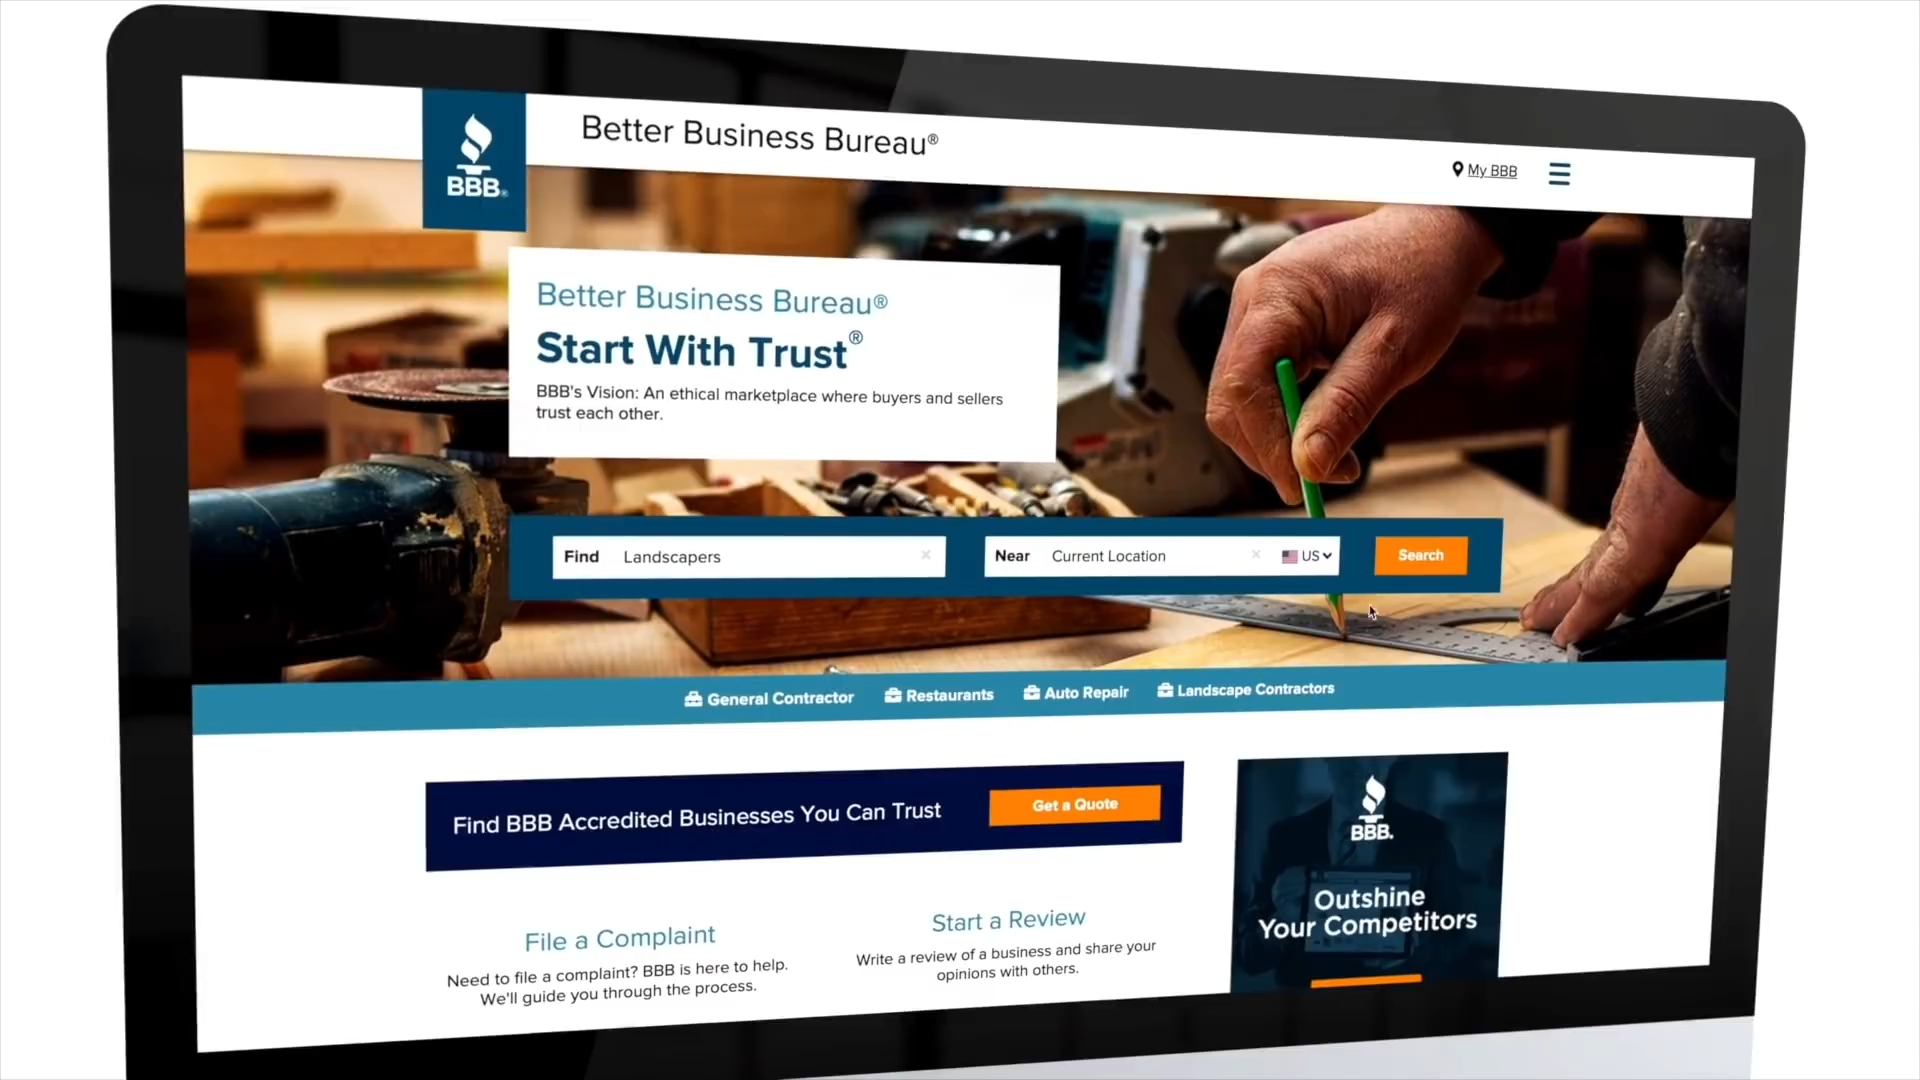 BBB®
Better Business Bureau®
My BBB
Better Business Bureau®
Start With Trust®
BBB's Vision: An ethical marketplace where buyers and sellers
trust each other.
Find Landscapers ×
Near Current Location × US
Search
General Contractor
Restaurants
Auto Repair
Landscape Contractors
Find BBB Accredited Businesses You Can Trust
Get a Quote
File a Complaint
Need to file a complaint? BBB is here to help.
We'll guide you through the process.
Start a Review
Write a review of a business and share your
opinions with others.
BBB.
Outshine
Your Competitors